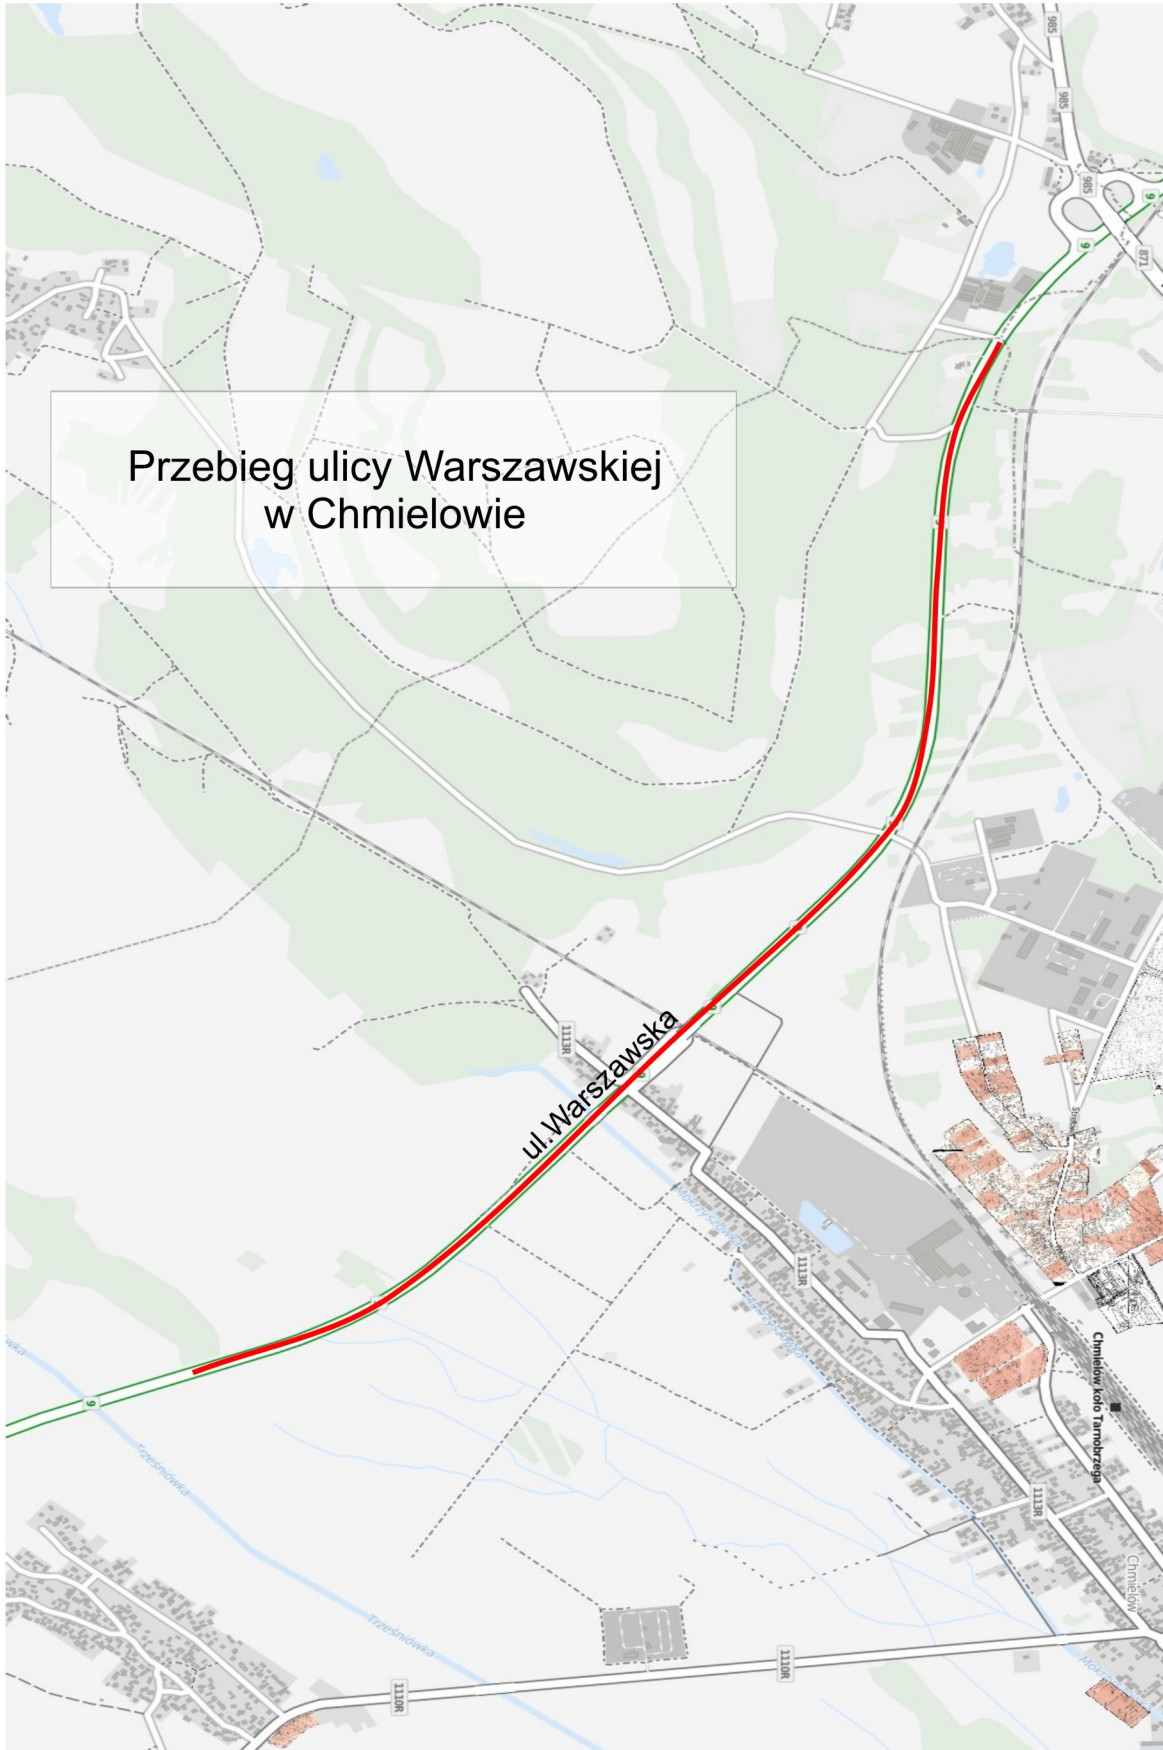 985
985
985
9
9
871
Przebieg ulicy Warszawskiej
w Chmielowie
ul.Warszawska
1113R
Mokrzyszówka
1113R
Chmielów koło Tarnobrzega
9
Trześniówka
1113R
Chmielów
Trześniówka
1110R
1110R